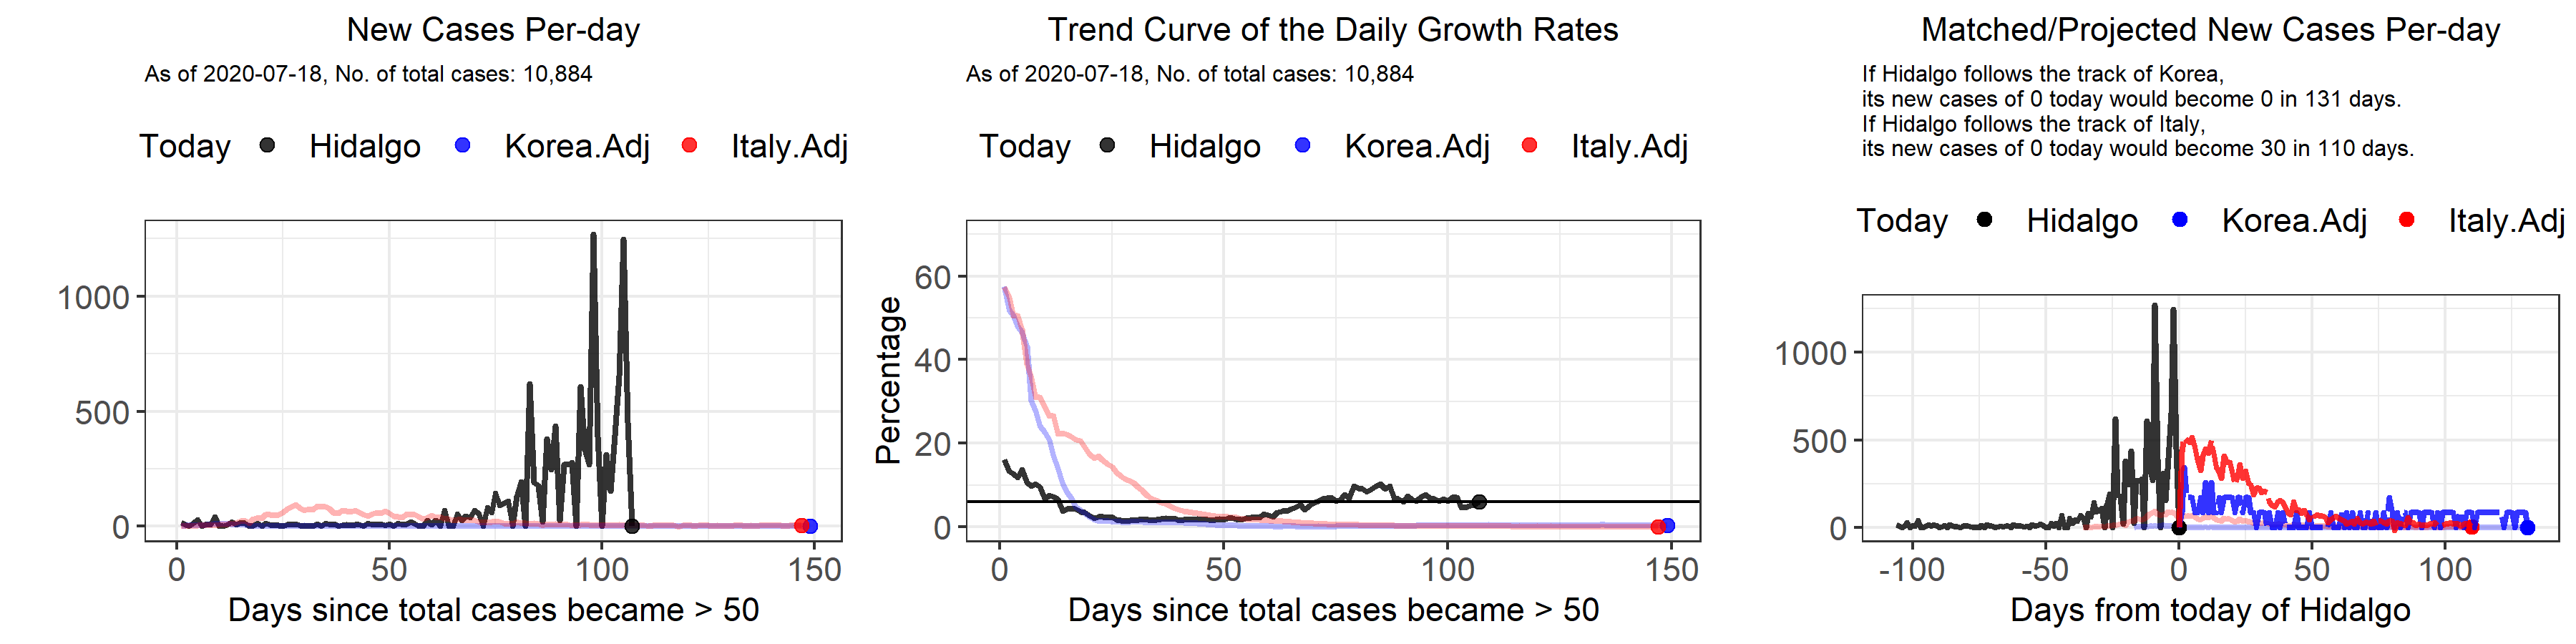 New Cases Per-day
As of 2020-07-18, No. of total cases: 10,884
Today Hidalgo Korea.Adj Italy.Adj
1000
500
0
0 50 100 150
Days since total cases became > 50
Trend Curve of the Daily Growth Rates
As of 2020-07-18, No. of total cases: 10,884
Today Hidalgo Korea.Adj Italy.Adj
Percentage
60
40
20
0
0 50 100 150
Days since total cases became > 50
Matched/Projected New Cases Per-day
If Hidalgo follows the track of Korea,
its new cases of 0 today would become 0 in 131 days.
If Hidalgo follows the track of Italy,
its new cases of 0 today would become 30 in 110 days.
Today Hidalgo Korea.Adj Italy.Adj
1000
500
0
-100 -50 0 50 100
Days from today of Hidalgo